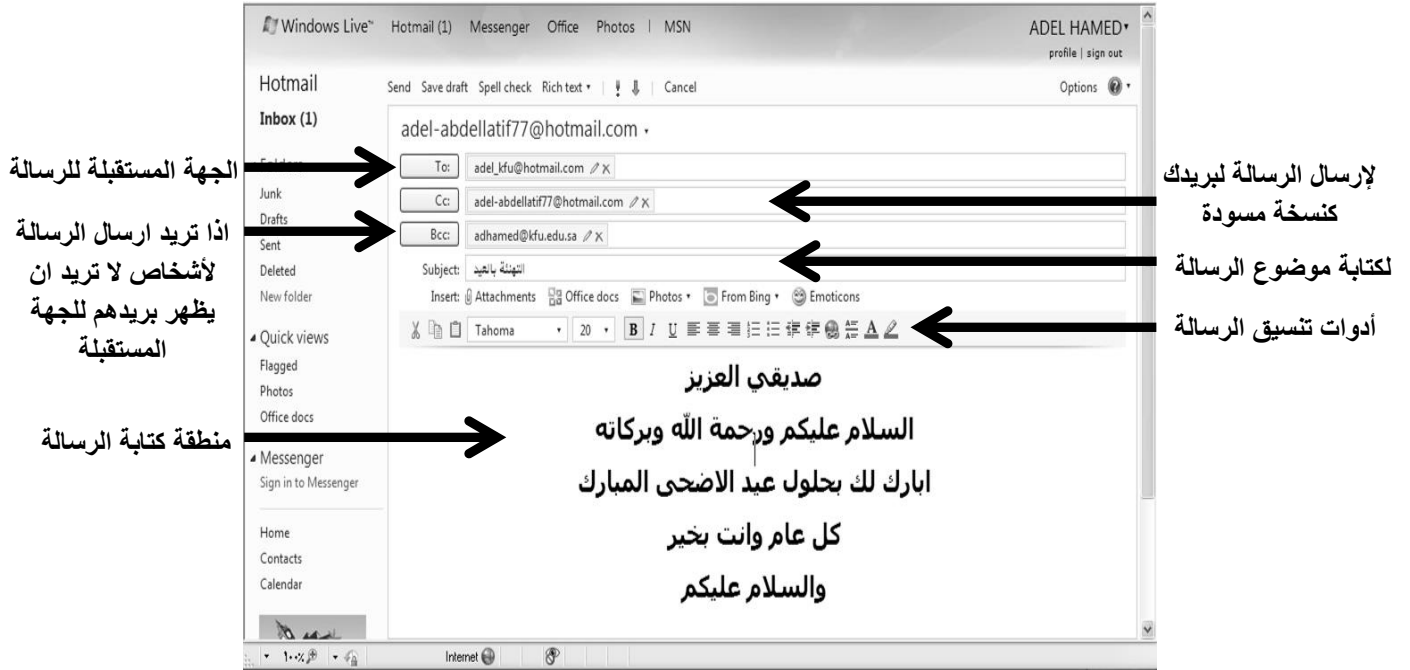 Windows Live™ Hotmail (1) Messenger Office Photos | MSN
ADEL HAMED
profile | sign out
Hotmail
Send Save draft Spell check Rich text Cancel
Options
Inbox (1)
Folders
Junk
Drafts
Sent
Deleted
New folder
Quick views
Flagged
Photos
Office docs
Messenger
Sign in to Messenger
Home
Contacts
Calendar
adel-abdellatif77@hotmail.com
To: adel_kfu@hotmail.com
Cc: adel-abdellatif77@hotmail.com
Bcc: adhamed@kfu.edu.sa
Subject: التهنئة بالعيد
Insert: Attachments Office docs Photos From Bing Emoticons
Tahoma 20 B I U A
صديقي العزيز
السلام عليكم ورحمة الله وبركاته
ابارك لك بحلول عيد الاضحى المبارك
كل عام وانت بخير
والسلام عليكم
الجهة المستقبلة للرسالة
اذا تريد ارسال الرسالة
لأشخاص لا تريد ان
يظهر بريدهم للجهة
المستقبلة
منطقة كتابة الرسالة
لإرسال الرسالة لبريدك
كنسخة مسودة
لكتابة موضوع الرسالة
أدوات تنسيق الرسالة
١٠٠٪
Internet